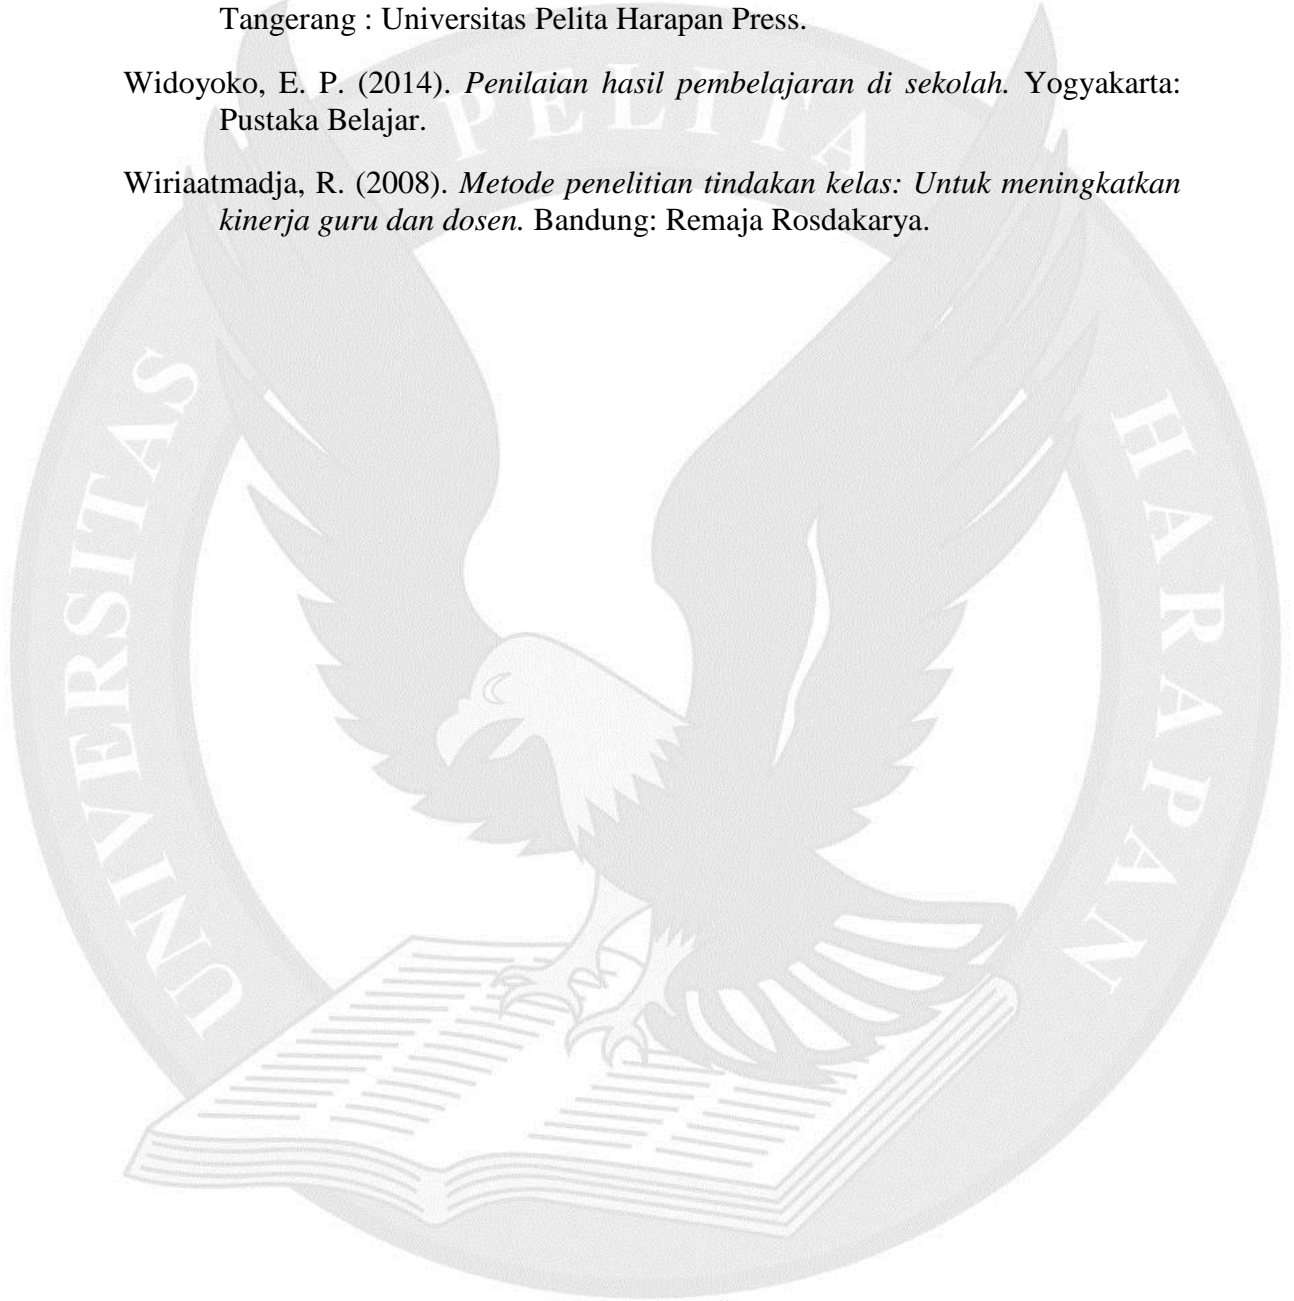 Tangerang : Universitas Pelita Harapan Press.
Widoyoko, E. P. (2014). Penilaian hasil pembelajaran di sekolah. Yogyakarta:
Pustaka Belajar.
Wiriaatmadja, R. (2008). Metode penelitian tindakan kelas: Untuk meningkatkan
kinerja guru dan dosen. Bandung: Remaja Rosdakarya.
UNIVERSITAS PELITA HARAPAN